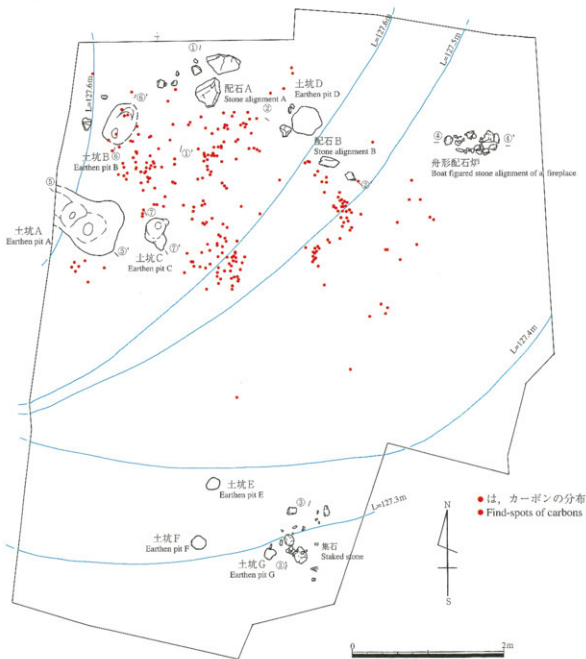 ①
L=127.6m
L=127.6m
L=127.5m
配石A
Stone alignment A
⑥'
②
土坑D
Earthen pit D
土坑B
Earthen pit B
⑥
①'
配石B
Stone alignment B
②
④
⑥'
舟形配石炉
Boat figured stone alignment of a fireplace
⑤
土坑A
Earthen pit A
⑤'
⑦
⑦'
土坑C
Earthen pit C
L=127.4m
土坑E
Earthen pit E
③
L=127.3m
土坑F
Earthen pit F
土坑G
Earthen pit G
集石
Staked stone
●は，カーボンの分布
● Find-spots of carbons
N
S
0
2m